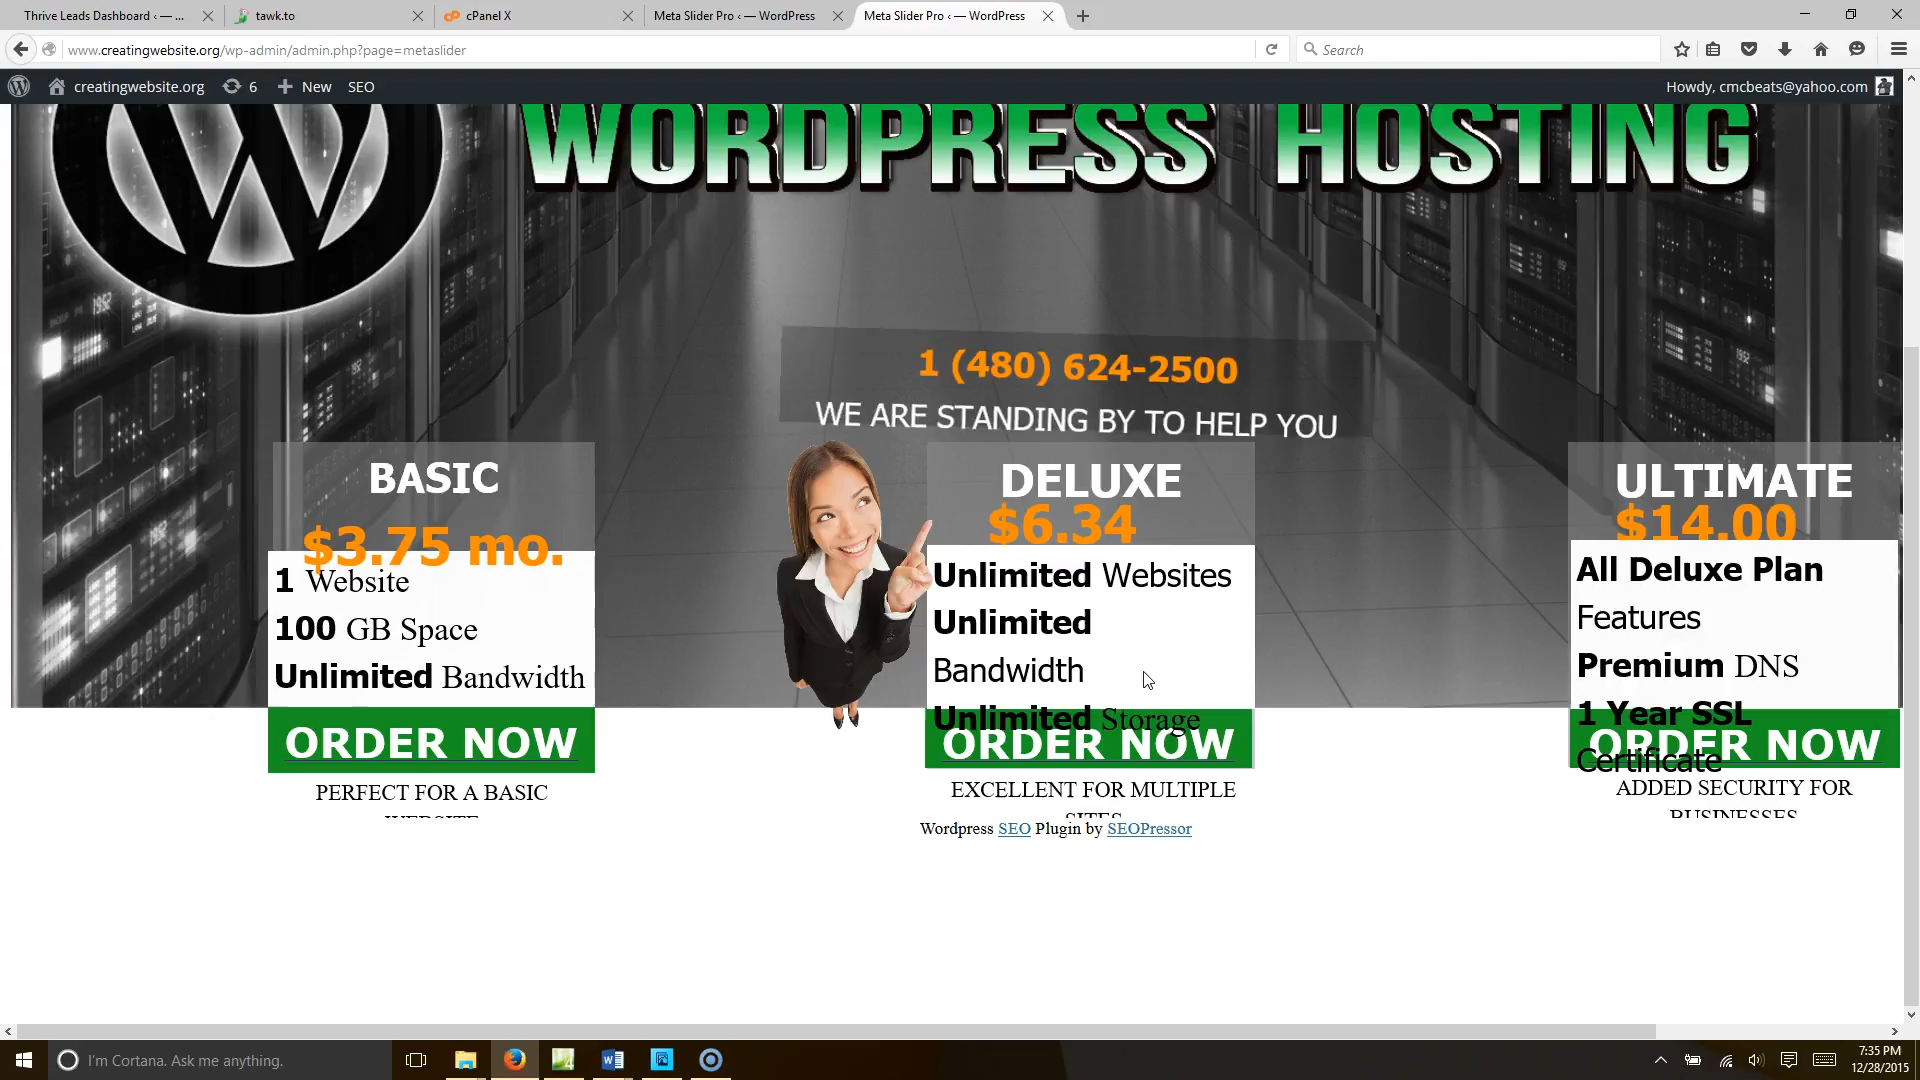 Thrive Leads Dashboard ‹ — ...
tawk.to
cPanel X
Meta Slider Pro ‹ — WordPress
Meta Slider Pro ‹ — WordPress
www.creatingwebsite.org/wp-admin/admin.php?page=metaslider
Search
creatingwebsite.org
6
New
SEO
Howdy, cmcbeats@yahoo.com
WORDPRESS HOSTING
1 (480) 624-2500
WE ARE STANDING BY TO HELP YOU
BASIC
$3.75 mo.
1 Website
100 GB Space
Unlimited Bandwidth
ORDER NOW
PERFECT FOR A BASIC
WEBSITE
DELUXE
$6.34
Unlimited Websites
Unlimited
Bandwidth
Unlimited Storage
ORDER NOW
EXCELLENT FOR MULTIPLE
SITES
ULTIMATE
$14.00
All Deluxe Plan
Features
Premium DNS
1 Year SSL
Certificate
ORDER NOW
ADDED SECURITY FOR
BUSINESSES
Wordpress SEO Plugin by SEOPressor
I'm Cortana. Ask me anything.
7:35 PM
12/28/2015